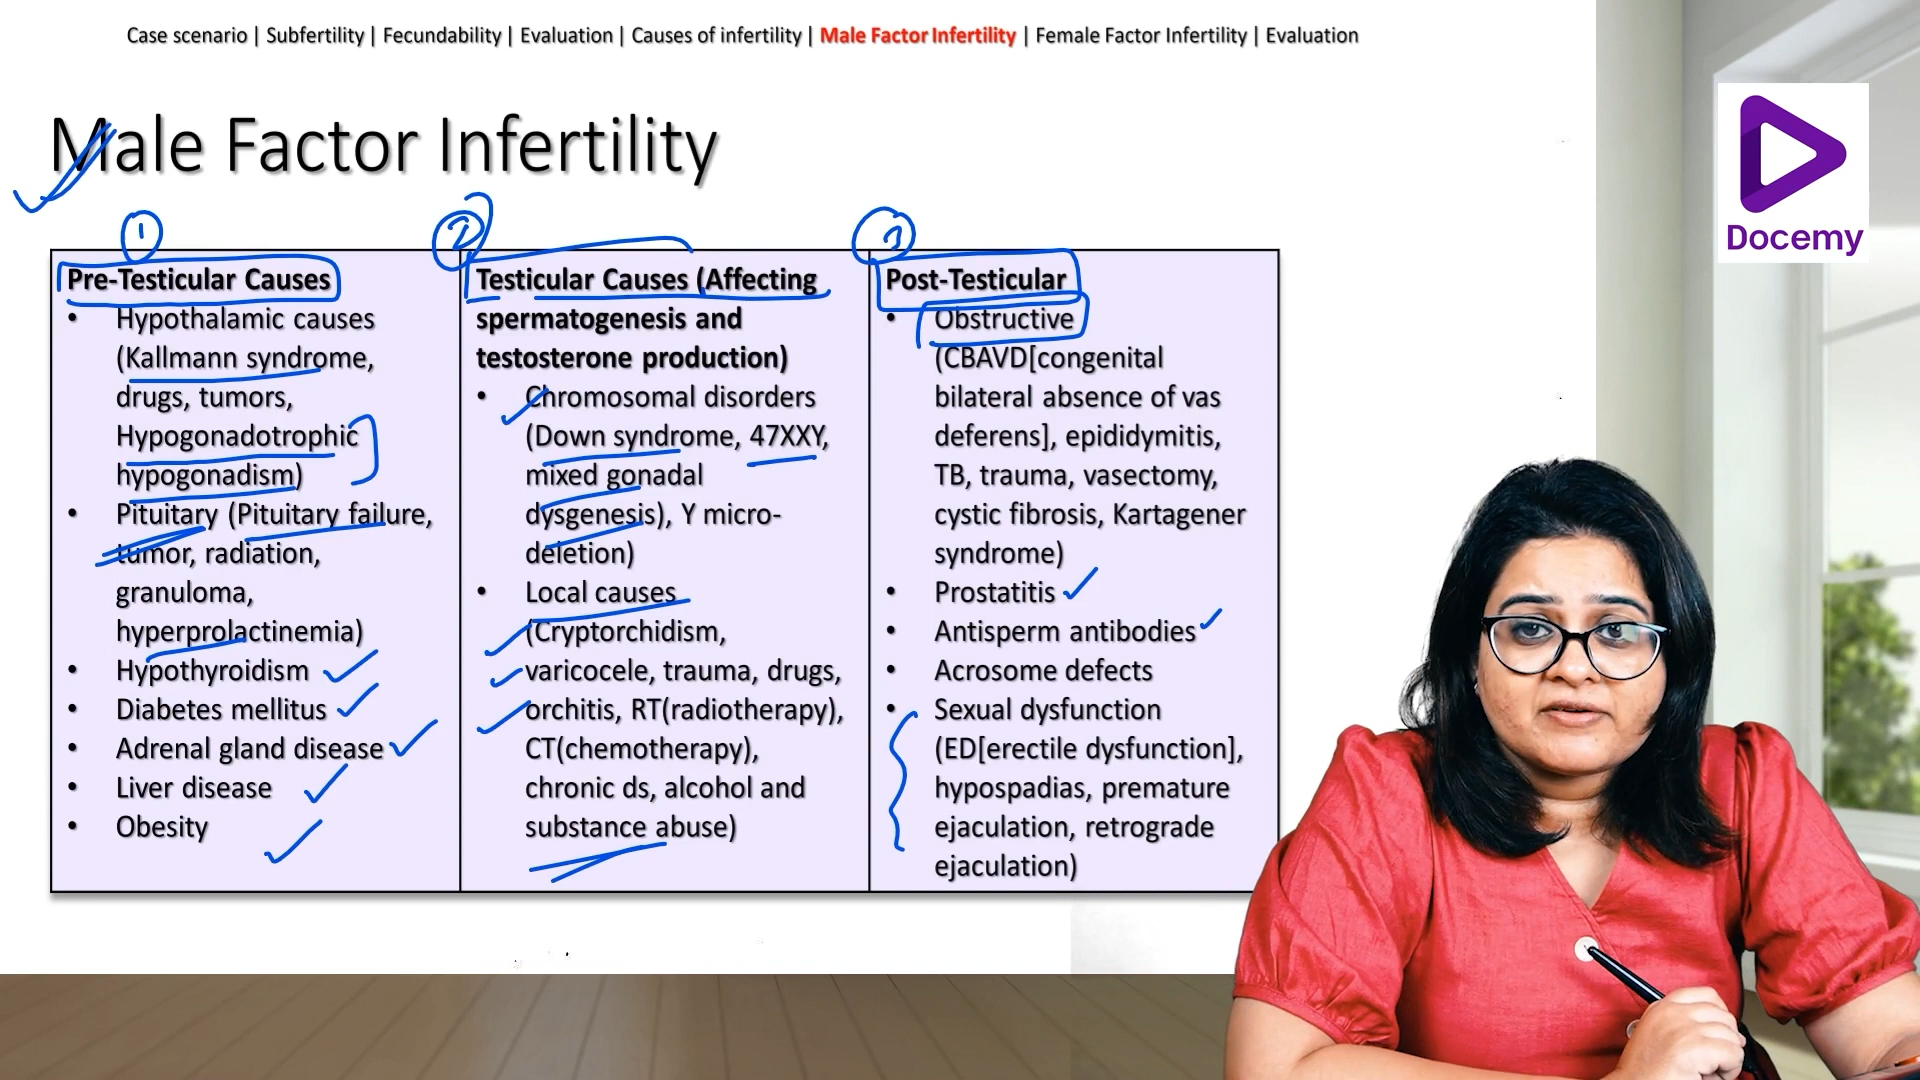 Case scenario | Subfertility | Fecundability | Evaluation | Causes of infertility | Male Factor Infertility | Female Factor Infertility | Evaluation
Docemy
Male Factor Infertility
1
2
3
Pre-Testicular Causes
• Hypothalamic causes
(Kallmann syndrome,
drugs, tumors,
Hypogonadotrophic
hypogonadism)
• Pituitary (Pituitary failure,
tumor, radiation,
granuloma,
hyperprolactinemia)
• Hypothyroidism
• Diabetes mellitus
• Adrenal gland disease
• Liver disease
• Obesity
Testicular Causes (Affecting
spermatogenesis and
testosterone production)
• Chromosomal disorders
(Down syndrome, 47XXY,
mixed gonadal
dysgenesis), Y micro-
deletion)
• Local causes
(Cryptorchidism,
varicocele, trauma, drugs,
orchitis, RT(radiotherapy),
CT(chemotherapy),
chronic ds, alcohol and
substance abuse)
Post-Testicular
• Obstructive
(CBAVD[congenital
bilateral absence of vas
deferens], epididymitis,
TB, trauma, vasectomy,
cystic fibrosis, Kartagener
syndrome)
• Prostatitis
• Antisperm antibodies
• Acrosome defects
• Sexual dysfunction
(ED[erectile dysfunction],
hypospadias, premature
ejaculation, retrograde
ejaculation)